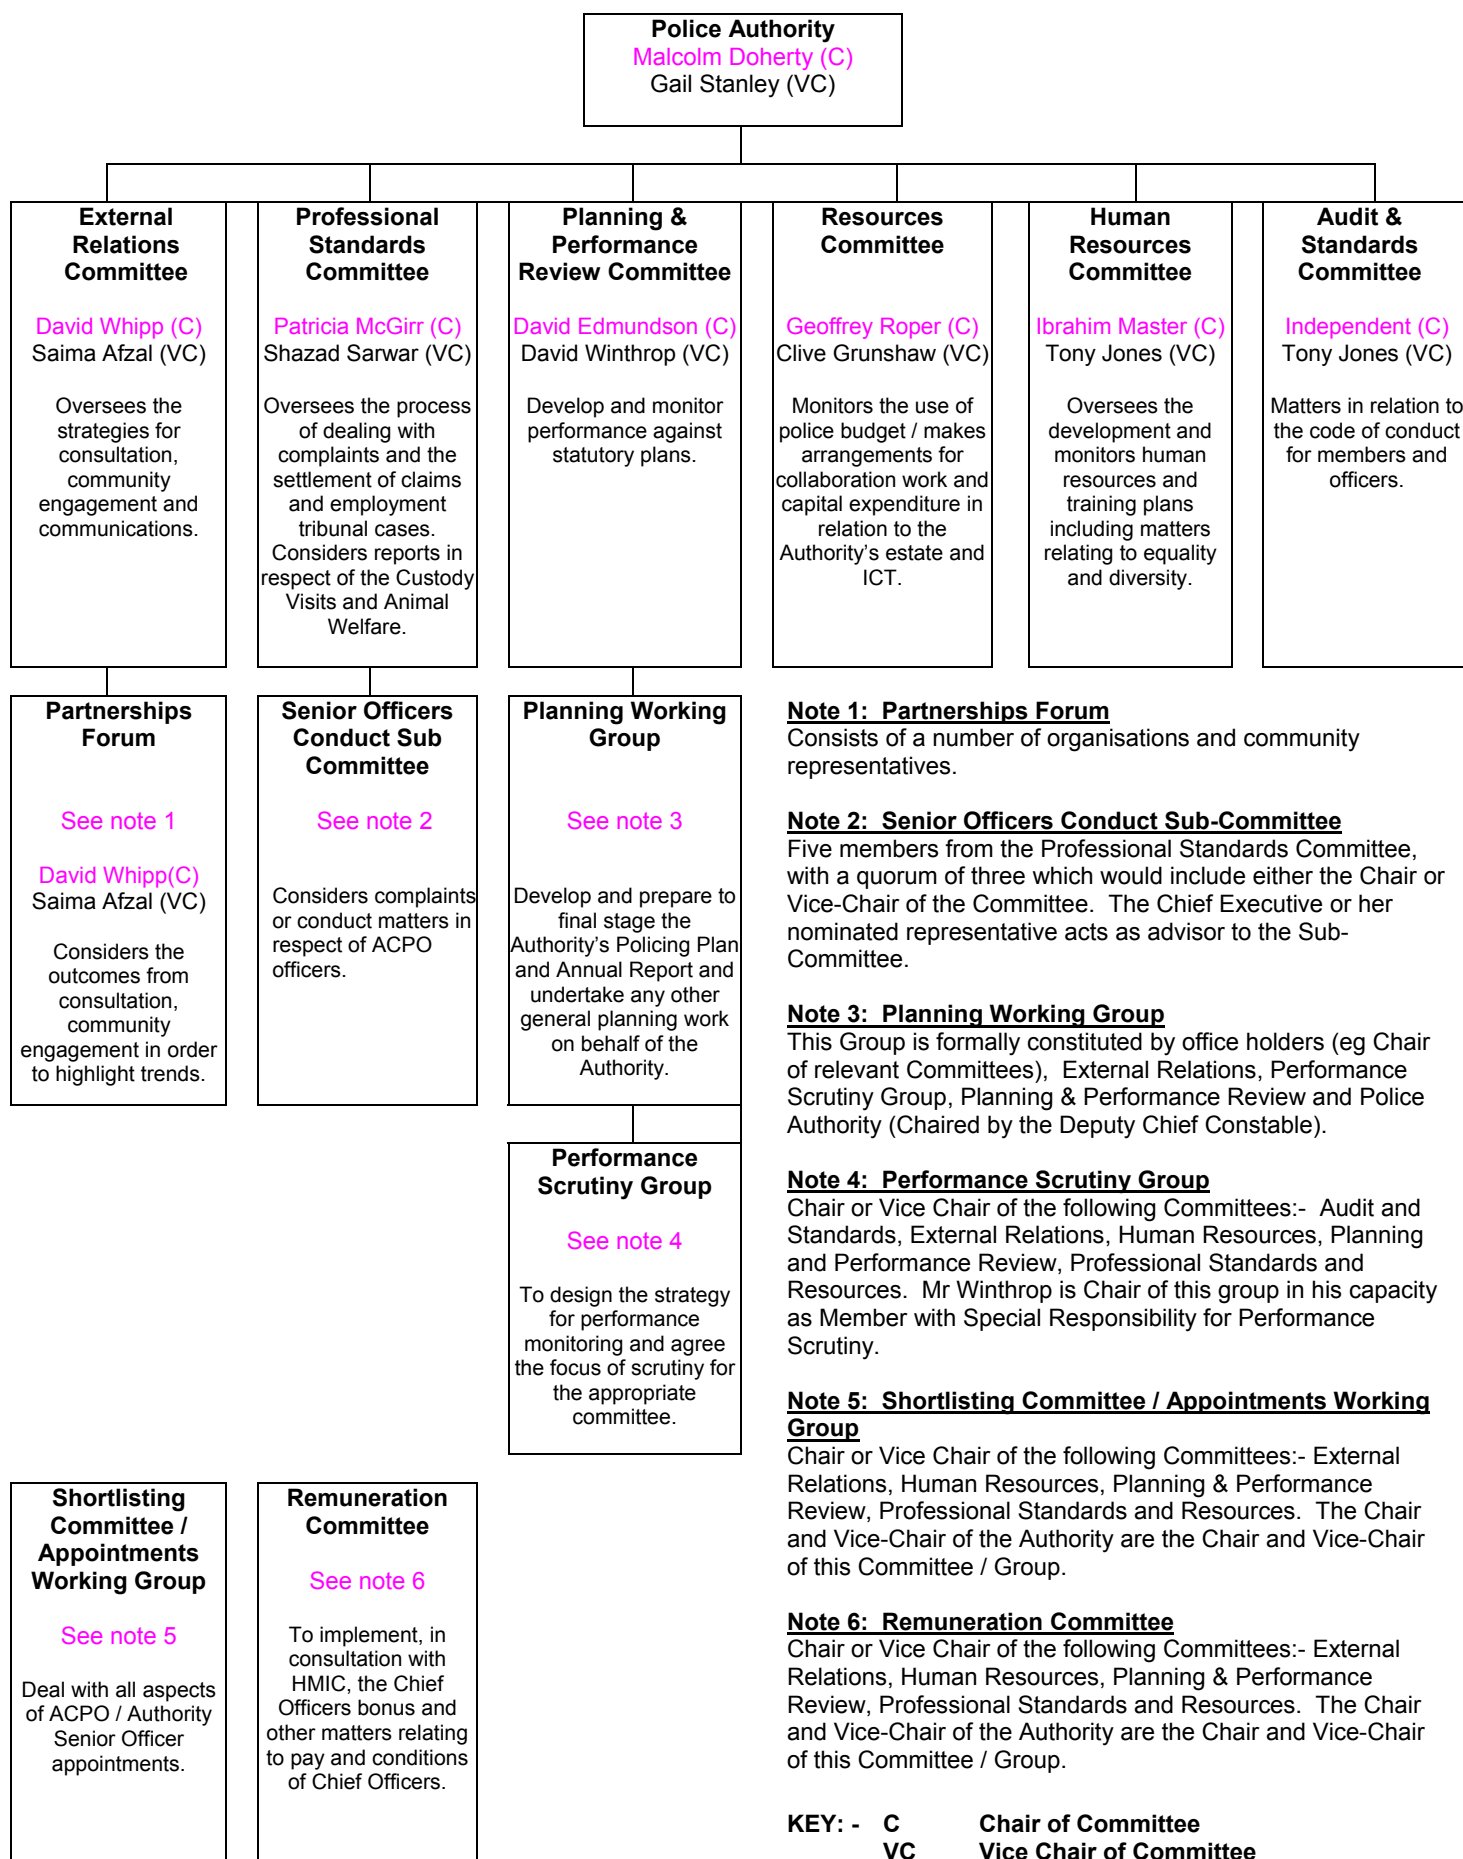 Police Authority
Malcolm Doherty (C)
Gail Stanley (VC)
External
Relations
Committee
David Whipp (C)
Saima Afzal (VC)
Oversees the
strategies for
consultation,
community
engagement and
communications.
Professional
Standards
Committee
Patricia McGirr (C)
Shazad Sarwar (VC)
Oversees the process
of dealing with
complaints and the
settlement of claims
and employment
tribunal cases.
Considers reports in
respect of the Custody
Visits and Animal
Welfare.
Planning &
Performance
Review Committee
David Edmundson (C)
David Winthrop (VC)
Develop and monitor
performance against
statutory plans.
Resources
Committee
Geoffrey Roper (C)
Clive Grunshaw (VC)
Monitors the use of
police budget / makes
arrangements for
collaboration work and
capital expenditure in
relation to the
Authority's estate and
ICT.
Human
Resources
Committee
Ibrahim Master (C)
Tony Jones (VC)
Oversees the
development and
monitors human
resources and
training plans
including matters
relating to equality
and diversity.
Audit &
Standards
Committee
Independent (C)
Tony Jones (VC)
Matters in relation to
the code of conduct
for members and
officers.
Partnerships
Forum
See note 1
David Whipp(C)
Saima Afzal (VC)
Considers the
outcomes from
consultation,
community
engagement in order
to highlight trends.
Senior Officers
Conduct Sub
Committee
See note 2
Considers complaints
or conduct matters in
respect of ACPO
officers.
Planning Working
Group
See note 3
Develop and prepare to
final stage the
Authority's Policing Plan
and Annual Report and
undertake any other
general planning work
on behalf of the
Authority.
Performance
Scrutiny Group
See note 4
To design the strategy
for performance
monitoring and agree
the focus of scrutiny for
the appropriate
committee.
Shortlisting
Committee /
Appointments
Working Group
See note 5
Deal with all aspects
of ACPO / Authority
Senior Officer
appointments.
Remuneration
Committee
See note 6
To implement, in
consultation with
HMIC, the Chief
Officers bonus and
other matters relating
to pay and conditions
of Chief Officers.
Note 1: Partnerships Forum
Consists of a number of organisations and community
representatives.
Note 2: Senior Officers Conduct Sub-Committee
Five members from the Professional Standards Committee,
with a quorum of three which would include either the Chair or
Vice-Chair of the Committee. The Chief Executive or her
nominated representative acts as advisor to the Sub-
Committee.
Note 3: Planning Working Group
This Group is formally constituted by office holders (eg Chair
of relevant Committees), External Relations, Performance
Scrutiny Group, Planning & Performance Review and Police
Authority (Chaired by the Deputy Chief Constable).
Note 4: Performance Scrutiny Group
Chair or Vice Chair of the following Committees:- Audit and
Standards, External Relations, Human Resources, Planning
and Performance Review, Professional Standards and
Resources. Mr Winthrop is Chair of this group in his capacity
as Member with Special Responsibility for Performance
Scrutiny.
Note 5: Shortlisting Committee / Appointments Working
Group
Chair or Vice Chair of the following Committees:- External
Relations, Human Resources, Planning & Performance
Review, Professional Standards and Resources. The Chair
and Vice-Chair of the Authority are the Chair and Vice-Chair
of this Committee / Group.
Note 6: Remuneration Committee
Chair or Vice Chair of the following Committees:- External
Relations, Human Resources, Planning & Performance
Review, Professional Standards and Resources. The Chair
and Vice-Chair of the Authority are the Chair and Vice-Chair
of this Committee / Group.
KEY: - C Chair of Committee
VC Vice Chair of Committee